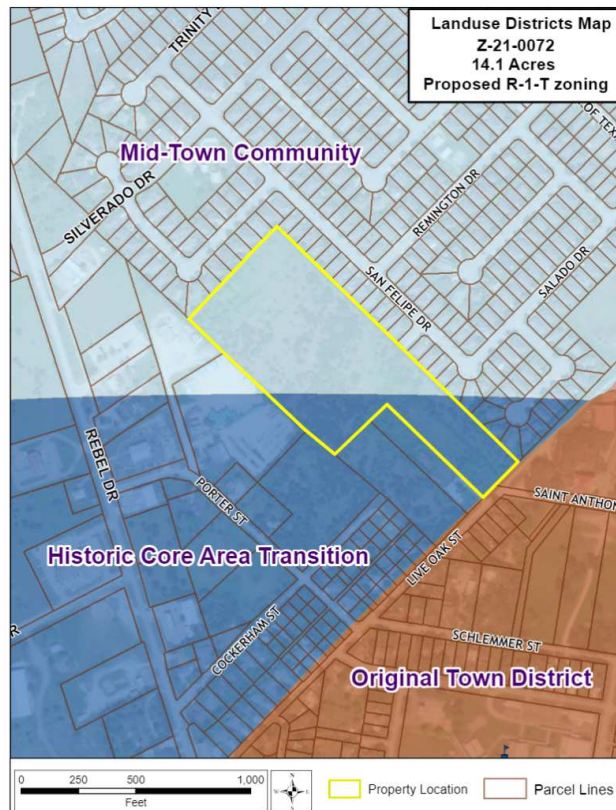 Landuse Districts Map
Z-21-0072
14.1 Acres
Proposed R-1-T zoning
TRINITY
OF TEXA
Mid-Town Community
SILVERADO DR
REMINGTON DR
SALADO DR
SAN FELIPE DR
REBEL DR
PORTER ST
SAINT ANTHON
LIVE OAK ST
Historic Core Area Transition
COCKERHAM ST
SCHLEMMER ST
R
Original Town District
0 250 500 1,000
Feet
N
Property Location
Parcel Lines